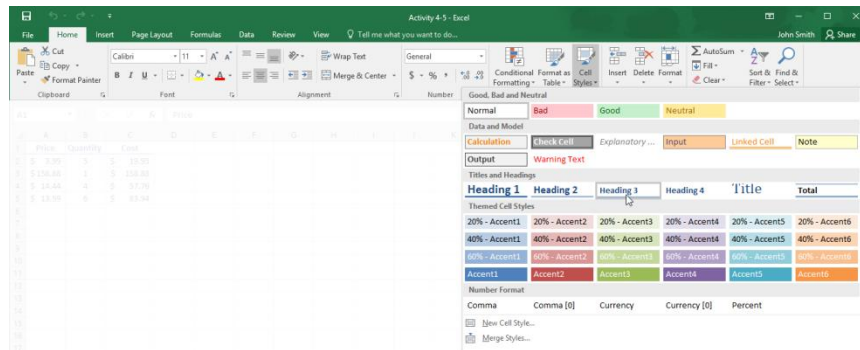 Activity 4-5 - Excel
File Home Insert Page Layout Formulas Data Review View Tell me what you want to do... John Smith Share
Cut
Copy
Format Painter
Paste
Clipboard
Calibri 11
B I U
Font
Wrap Text
Merge & Center
Alignment
General
$ % ,
Number
Conditional Formatting
Format as Table
Cell Styles
Insert Delete Format
AutoSum
Fill
Clear
Sort & Filter
Find & Select
Price Quantity Cost
Good, Bad and Neutral
Normal Bad Good Neutral
Data and Model
Calculation Check Cell Explanatory ... Input Linked Cell Note
Output Warning Text
Titles and Headings
Heading 1 Heading 2 Heading 3 Heading 4 Title Total
Themed Cell Styles
20% - Accent1 20% - Accent2 20% - Accent3 20% - Accent4 20% - Accent5 20% - Accent6
40% - Accent1 40% - Accent2 40% - Accent3 40% - Accent4 40% - Accent5 40% - Accent6
60% - Accent1 60% - Accent2 60% - Accent3 60% - Accent4 60% - Accent5 60% - Accent6
Accent1 Accent2 Accent3 Accent4 Accent5 Accent6
Number Format
Comma Comma [0] Currency Currency [0] Percent
New Cell Style...
Merge Styles...